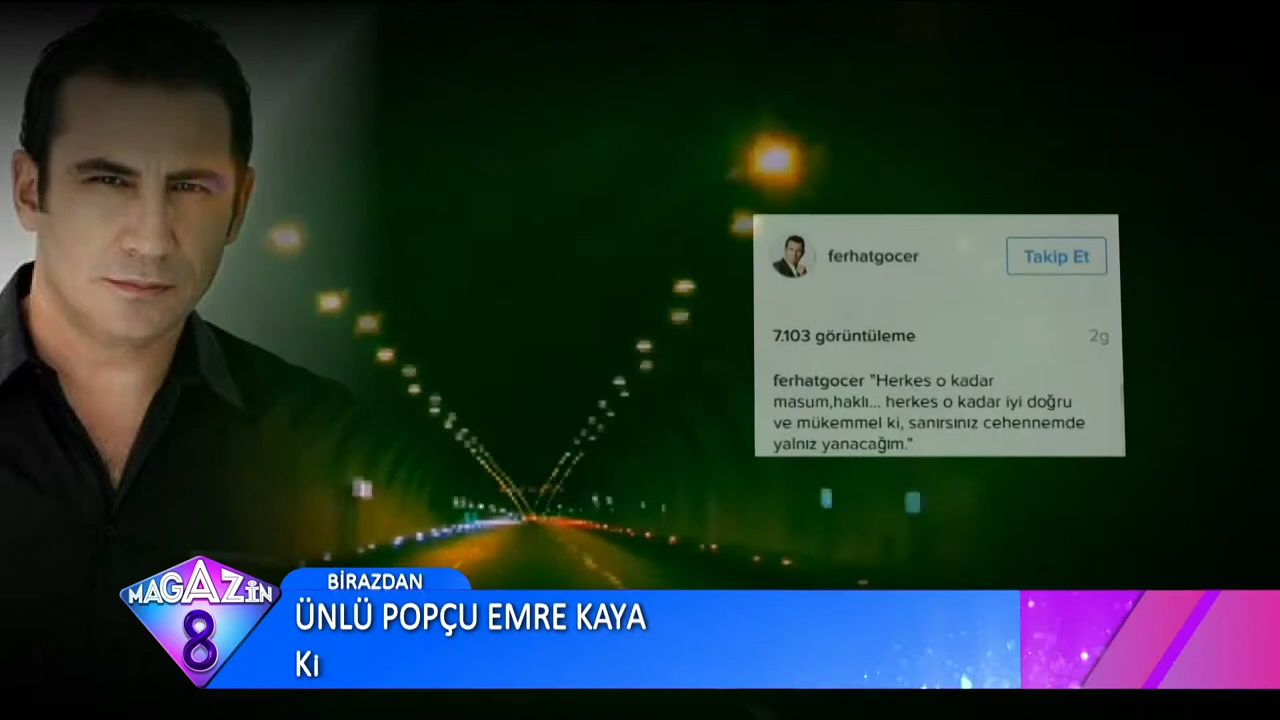 ferhatgocer
Takip Et
7.103 görüntüleme
2g
ferhatgocer "Herkes o kadar
masum,haklı... herkes o kadar iyi doğru
ve mükemmel ki, sanırsınız cehennemde
yalnız yanacağım."
BİRAZDAN
MAGAZİN
8
ÜNLÜ POPÇU EMRE KAYA
Ki